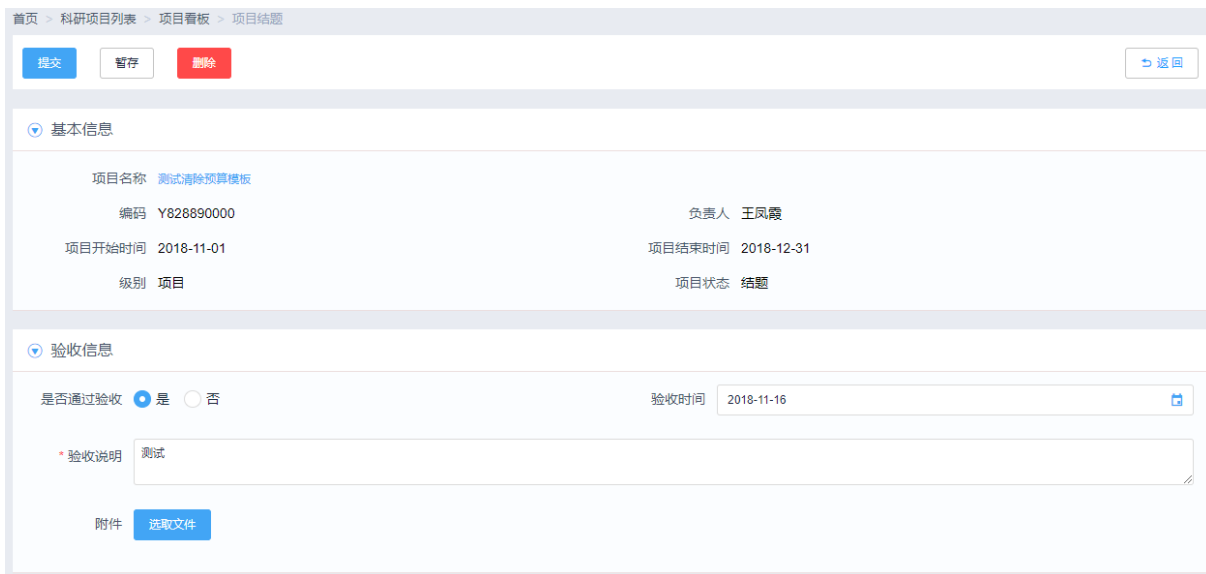 首页 > 科研项目列表 > 项目看板 > 项目结题
提交 暂存 删除 返回
基本信息
项目名称 测试清除预算模板
编码 Y828890000 负责人 王凤霞
项目开始时间 2018-11-01 项目结束时间 2018-12-31
级别 项目 项目状态 结题
验收信息
是否通过验收 是 否 验收时间 2018-11-16
* 验收说明 测试
附件 选取文件